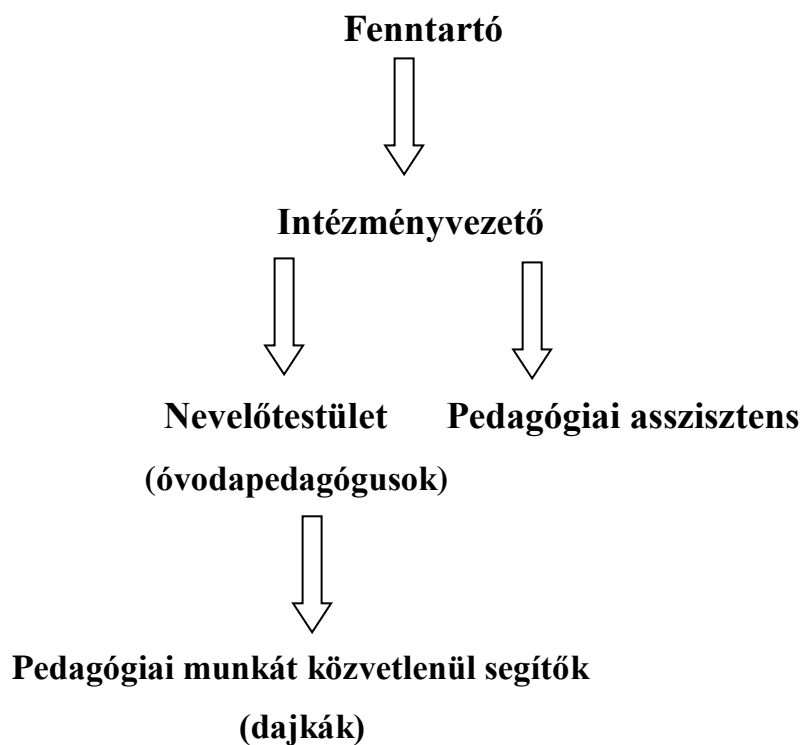 Fenntartó
Intézményvezető
Nevelőtestület Pedagógiai asszisztens
(óvodapedagógusok)
Pedagógiai munkát közvetlenül segítők
(dajkák)